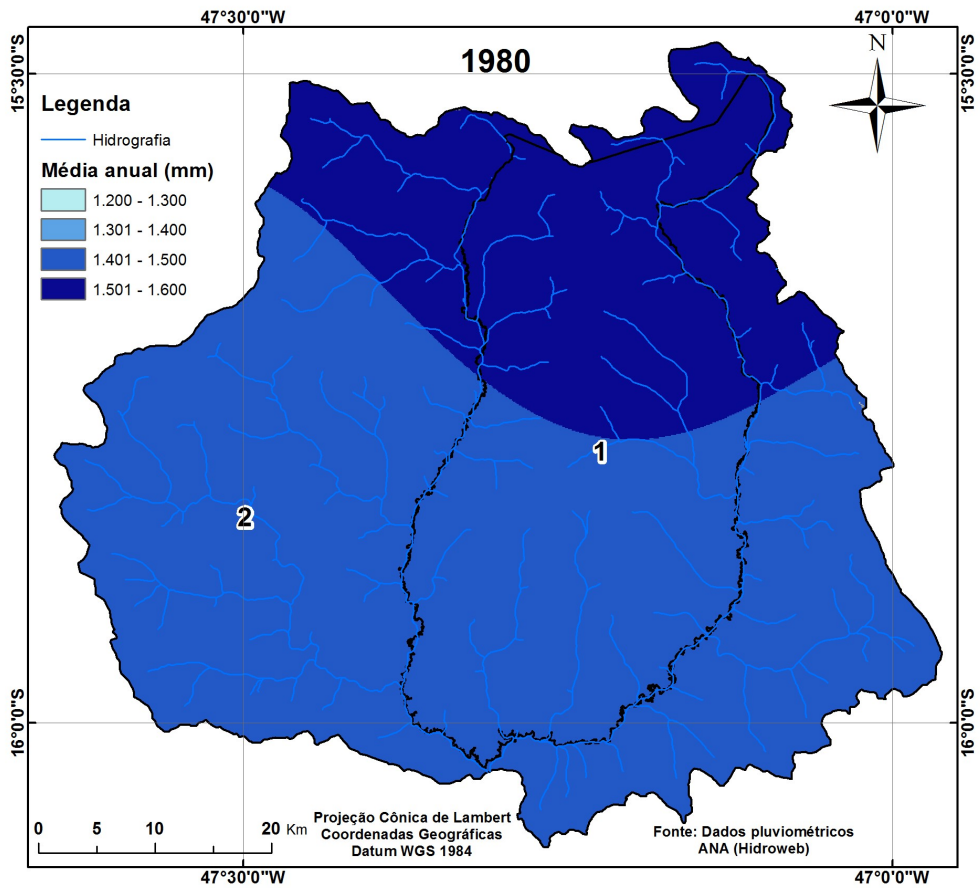 47°30'0"W
47°0'0"W
1980
N
15°30'0"S
15°30'0"S
Legenda
Hidrografia
Média anual (mm)
1.200 - 1.300
1.301 - 1.400
1.401 - 1.500
1.501 - 1.600
1
2
16°0'0"S
16°0'0"S
0 5 10 20 Km
Projeção Cônica de Lambert
Coordenadas Geográficas
Datum WGS 1984
Fonte: Dados pluviométricos
ANA (Hidroweb)
47°30'0"W
47°0'0"W